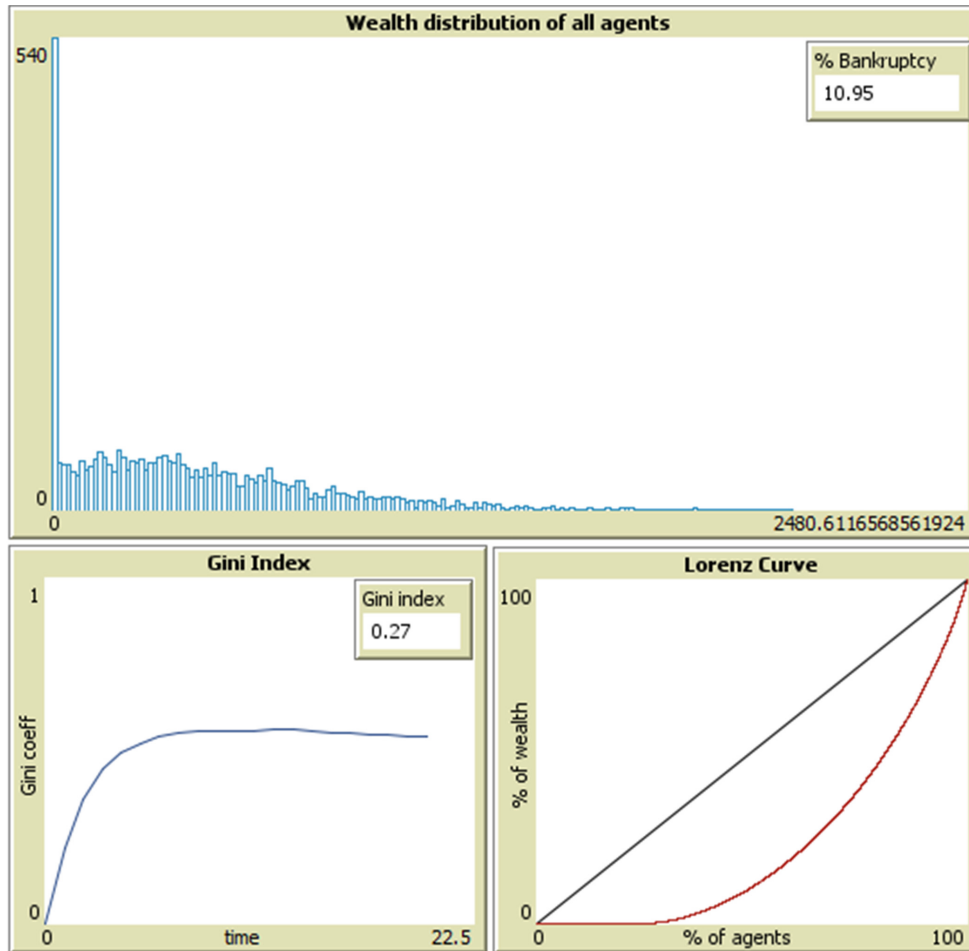 Wealth distribution of all agents
540
% Bankruptcy
10.95
0
0
2480.6116568561924
Gini Index
1
Gini index
0.27
Gini coeff
0
0
time
22.5
Lorenz Curve
100
% of wealth
0
0
% of agents
100